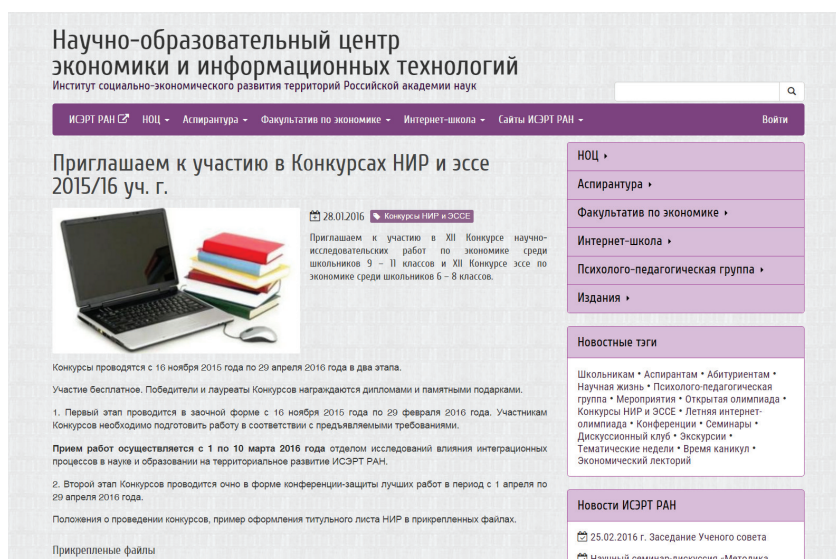 Научно-образовательный центр
экономики и информационных технологий
Институт социально-экономического развития территорий Российской академии наук
ИСЭРТ РАН НОЦ Аспирантура Факультатив по экономике Интернет-школа Сайты ИСЭРТ РАН Войти
Приглашаем к участию в Конкурсах НИР и эссе
2015/16 уч. г.
28.01.2016 Конкурсы НИР и ЭССЕ
Приглашаем к участию в XII Конкурсе научно-
исследовательских работ по экономике среди
школьников 9 – 11 классов и XII Конкурсе эссе по
экономике среди школьников 6 – 8 классов.
Конкурсы проводятся с 16 ноября 2015 года по 29 апреля 2016 года в два этапа.
Участие бесплатное. Победители и лауреаты Конкурсов награждаются дипломами и памятными подарками.
1. Первый этап проводится в заочной форме с 16 ноября 2015 года по 29 февраля 2016 года. Участникам
Конкурсов необходимо подготовить работу в соответствии с предъявляемыми требованиями.
Прием работ осуществляется с 1 по 10 марта 2016 года отделом исследований влияния интеграционных
процессов в науке и образовании на территориальное развитие ИСЭРТ РАН.
2. Второй этап Конкурсов проводится очно в форме конференции-защиты лучших работ в период с 1 апреля по
29 апреля 2016 года.
Положения о проведении конкурсов, пример оформления титульного листа НИР в прикрепленных файлах.
Прикрепленые файлы
НОЦ
Аспирантура
Факультатив по экономике
Интернет-школа
Психолого-педагогическая группа
Издания
Новостные тэги
Школьникам • Аспирантам • Абитуриентам •
Научная жизнь • Психолого-педагогическая
группа • Мероприятия • Открытая олимпиада •
Конкурсы НИР и ЭССЕ • Летняя интернет-
олимпиада • Конференции • Семинары •
Дискуссионный клуб • Экскурсии •
Тематические недели • Время каникул •
Экономический лекторий
Новости ИСЭРТ РАН
25.02.2016 г. Заседание Ученого совета
Научный семинар-дискуссия «Методика